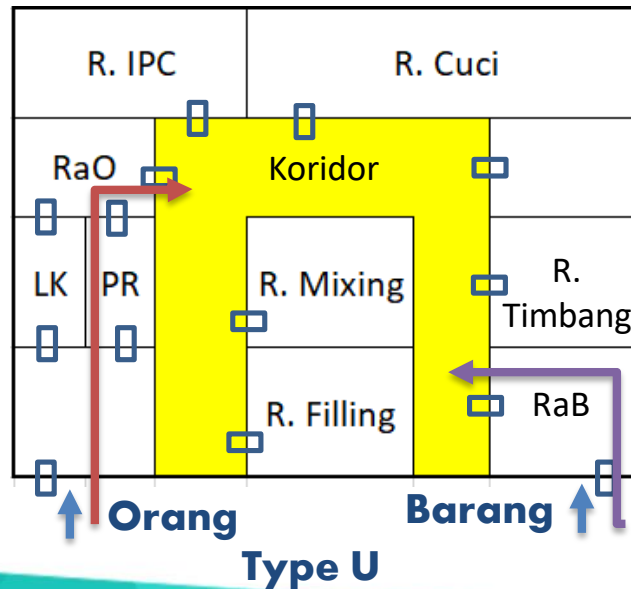 R. IPC
R. Cuci
RaO
Koridor
LK
PR
R. Mixing
R.
Timbang
R. Filling
RaB
Orang
Barang
Type U